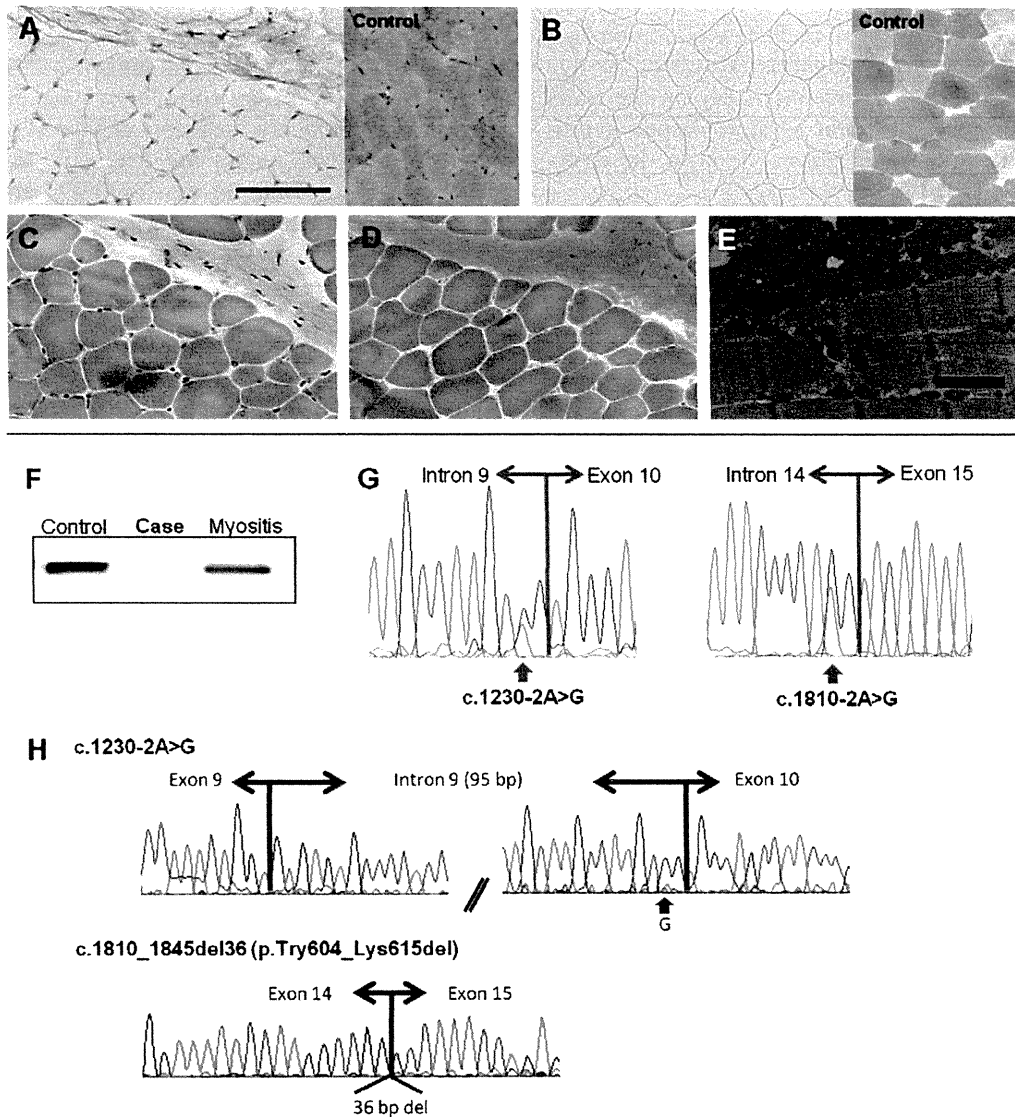 A
Control
B
Control
C
D
E
F
Control Case Myositis
G
Intron 9 Exon 10
c.1230-2A>G
Intron 14 Exon 15
c.1810-2A>G
H
c.1230-2A>G
Exon 9 Intron 9 (95 bp) Exon 10
G
c.1810_1845del36 (p.Try604_Lys615del)
Exon 14 Exon 15
36 bp del